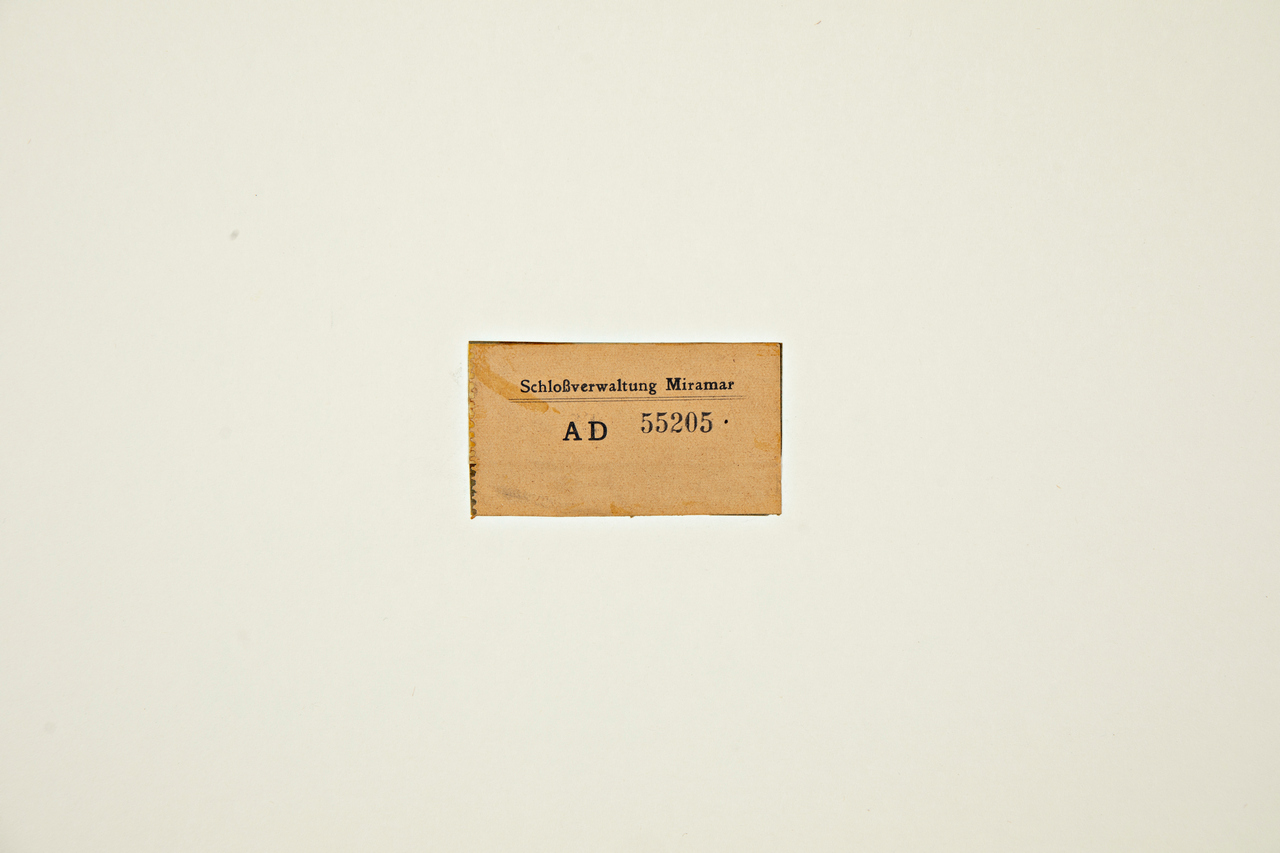 Schloßverwaltung Miramar
AD 55205 .